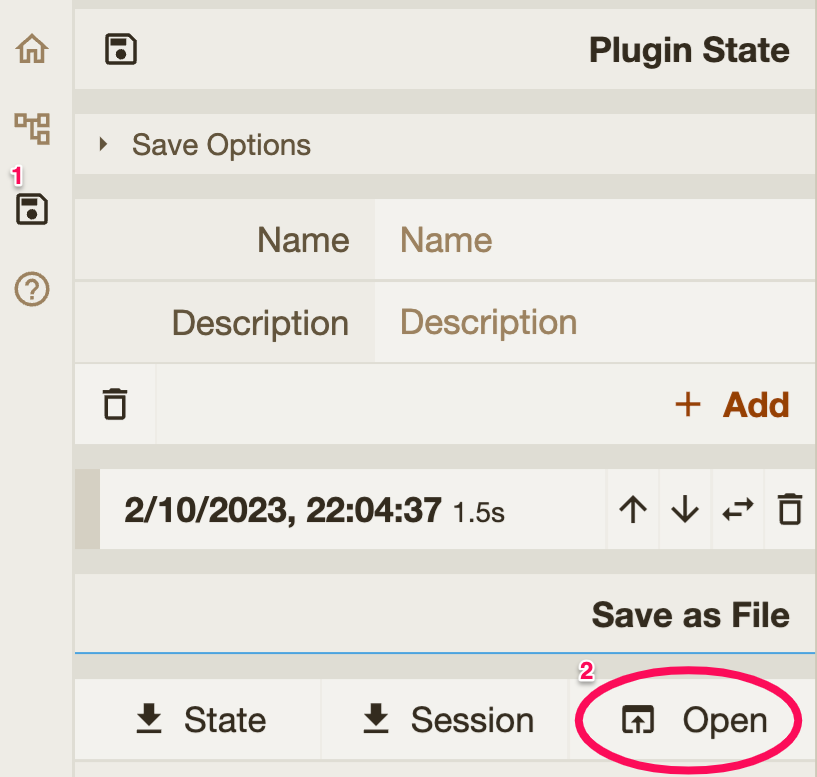 Plugin State
Save Options
1
Name Name
Description Description
+ Add
2/10/2023, 22:04:37 1.5s
Save as File
2
State Session Open